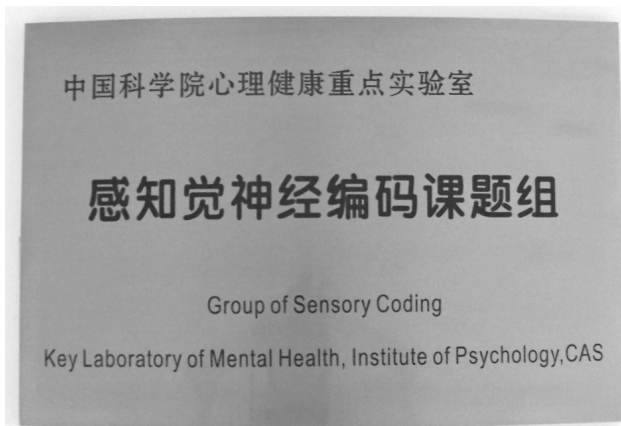 中国科学院心理健康重点实验室
感知觉神经编码课题组
Group of Sensory Coding
Key Laboratory of Mental Health, Institute of Psychology,CAS